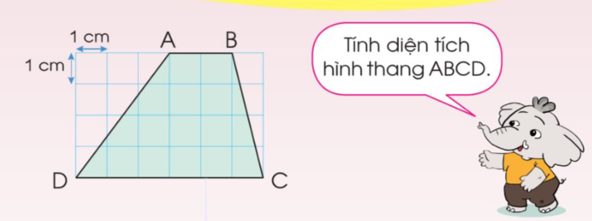 1 cm
A
B
1 cm
D
C
Tính diện tích
hình thang ABCD.